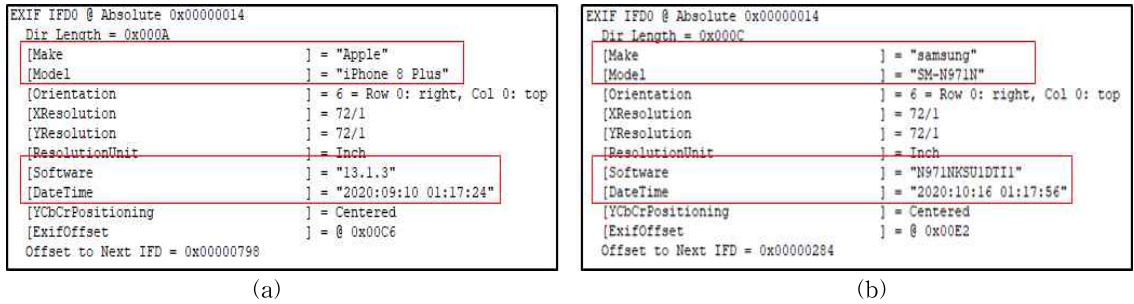 EXIF IFD0 @ Absolute 0x00000014
Dir Length = 0x000A
[Make ] = "Apple"
[Model ] = "iPhone 8 Plus"
[Orientation ] = 6 = Row 0: right, Col 0: top
[XResolution ] = 72/1
[YResolution ] = 72/1
[ResolutionUnit ] = Inch
[Software ] = "13.1.3"
[DateTime ] = "2020:09:10 01:17:24"
[YCbCrPositioning ] = Centered
[ExifOffset ] = @ 0x00C6
Offset to Next IFD = 0x00000798
(a)
EXIF IFD0 @ Absolute 0x00000014
Dir Length = 0x000C
[Make ] = "samsung"
[Model ] = "SM-N971N"
[Orientation ] = 6 = Row 0: right, Col 0: top
[XResolution ] = 72/1
[YResolution ] = 72/1
[ResolutionUnit ] = Inch
[Software ] = "N971NKSU1DTI1"
[DateTime ] = "2020:10:16 01:17:56"
[YCbCrPositioning ] = Centered
[ExifOffset ] = @ 0x00E2
Offset to Next IFD = 0x00000284
(b)